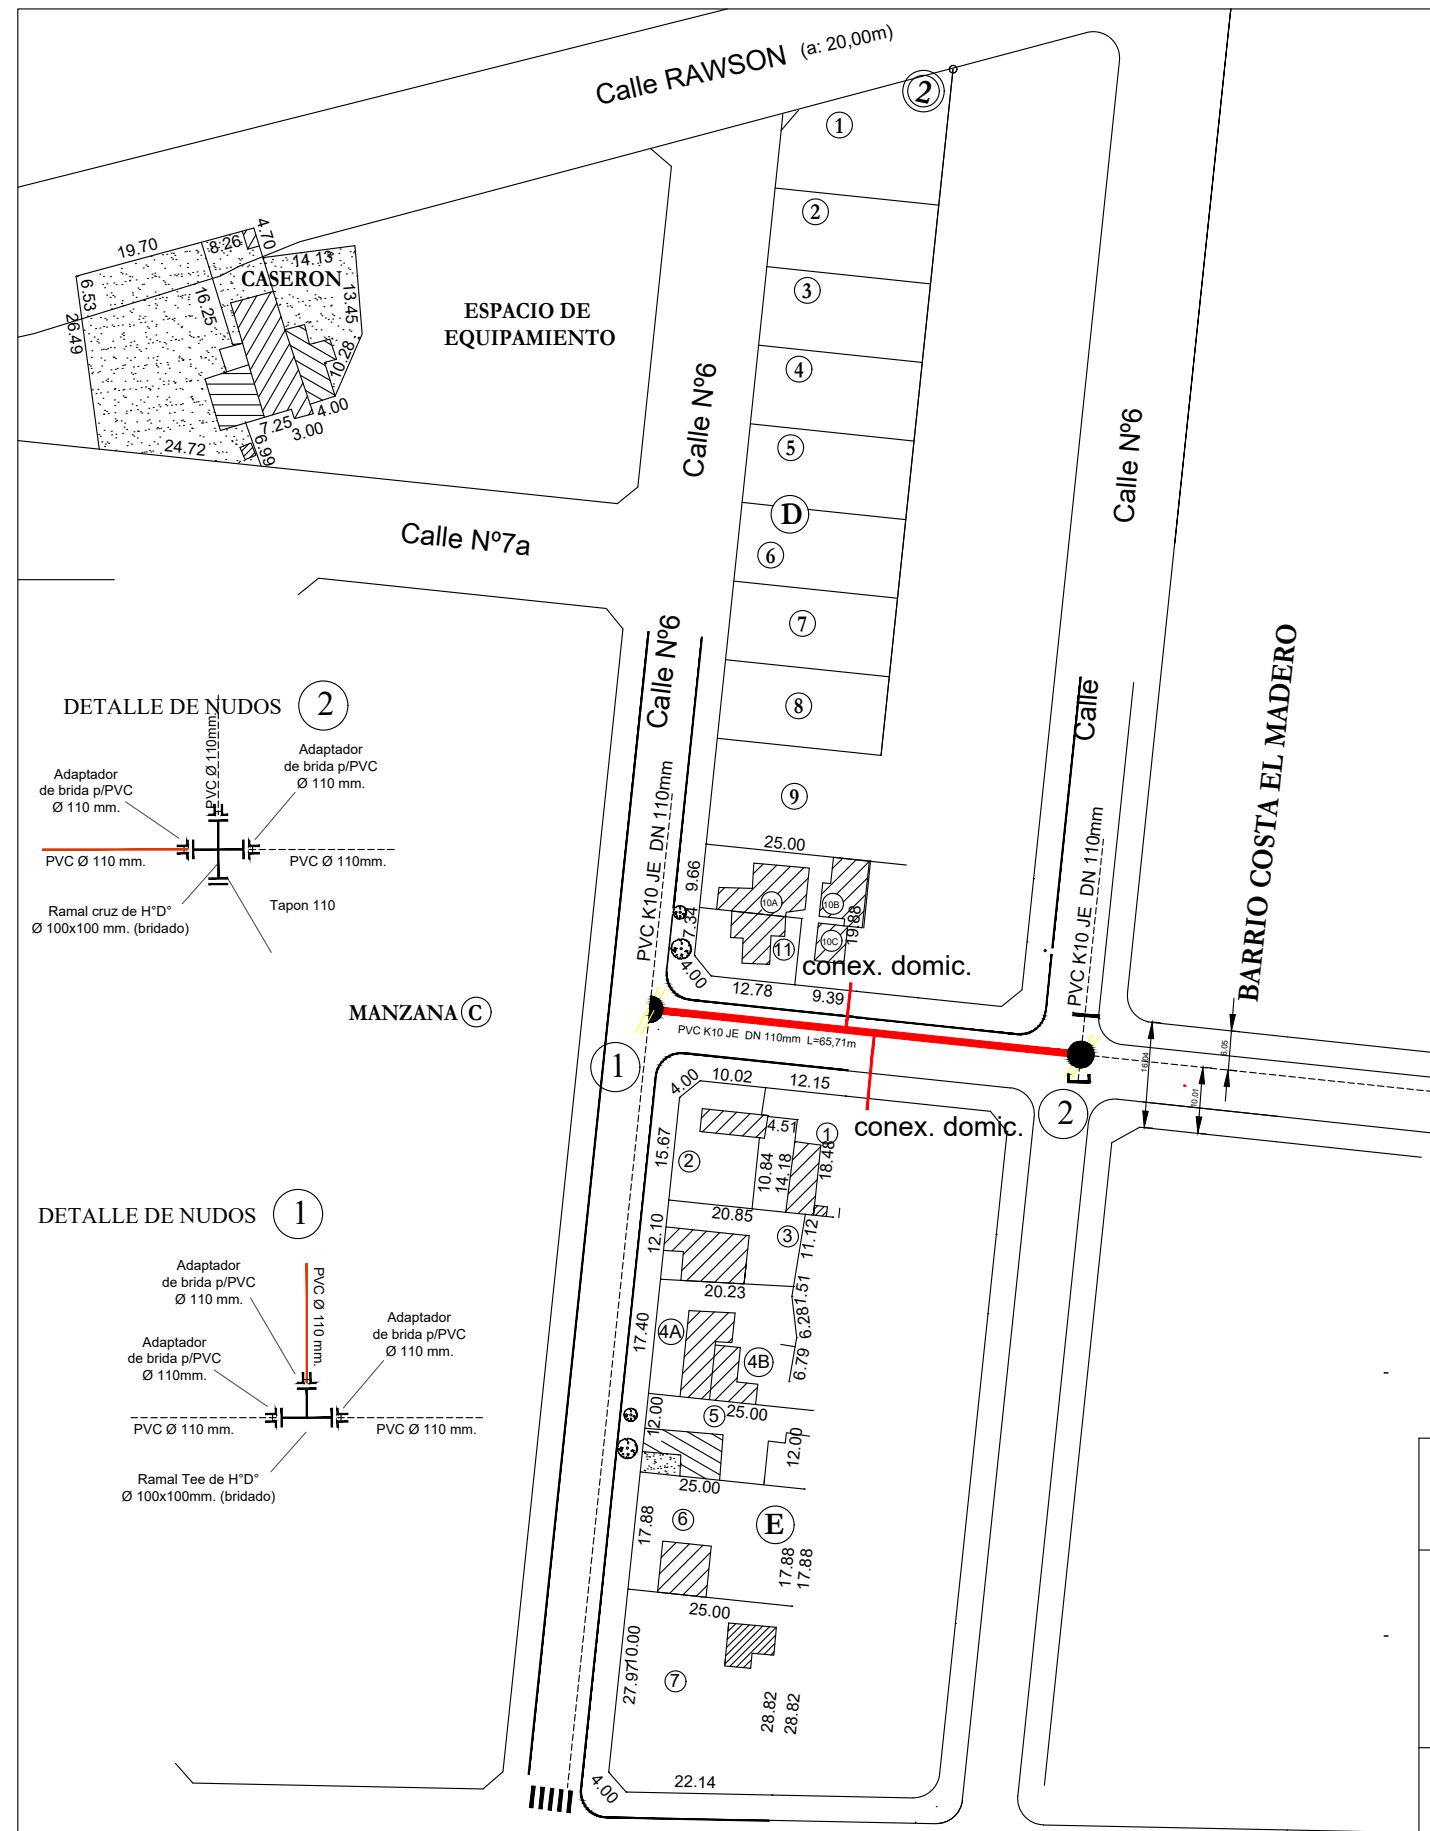 Calle RAWSON (a: 20,00m)
2
1
2
3
4
5
D
6
7
8
9
19.70
8.26
4.70
14.13
CASERON
6.53
26.49
16.25
13.45
10.28
4.00
7.25
3.00
6.99
24.72
ESPACIO DE
EQUIPAMIENTO
Calle Nº6
Calle Nº6
Calle Nº7a
Calle Nº6
Calle
BARRIO COSTA EL MADERO
DETALLE DE NUDOS 2
PVC Ø 110mm.
Adaptador
de brida p/PVC
Ø 110 mm.
Adaptador
de brida p/PVC
Ø 110 mm.
PVC Ø 110 mm.
PVC Ø 110mm.
Ramal cruz de H°D°
Ø 100x100 mm. (bridado)
Tapon 110
PVC K10 JE DN 110mm
PVC K10 JE DN 110mm
25.00
9.66
7.34
4.00
10A
10B
10C
11
19.88
12.78
9.39
conex. domic.
MANZANA C
PVC K10 JE DN 110mm L=65,71m
1
2
16.04
6.05
10.01
conex. domic.
4.00
10.02
12.15
15.67
4.51
1
2
10.84
14.18
18.48
20.85
12.10
3
11.12
20.23
1.51
6.28
17.40
4A
4B
6.79
25.00
12.00
5
12.00
25.00
17.88
6
E
17.88
17.88
25.00
10.00
27.97
7
28.82
28.82
4.00
22.14
DETALLE DE NUDOS 1
Adaptador
de brida p/PVC
Ø 110 mm.
PVC Ø 110 mm.
Adaptador
de brida p/PVC
Ø 110mm.
Adaptador
de brida p/PVC
Ø 110 mm.
PVC Ø 110 mm.
PVC Ø 110 mm.
Ramal Tee de H°D°
Ø 100x100mm. (bridado)